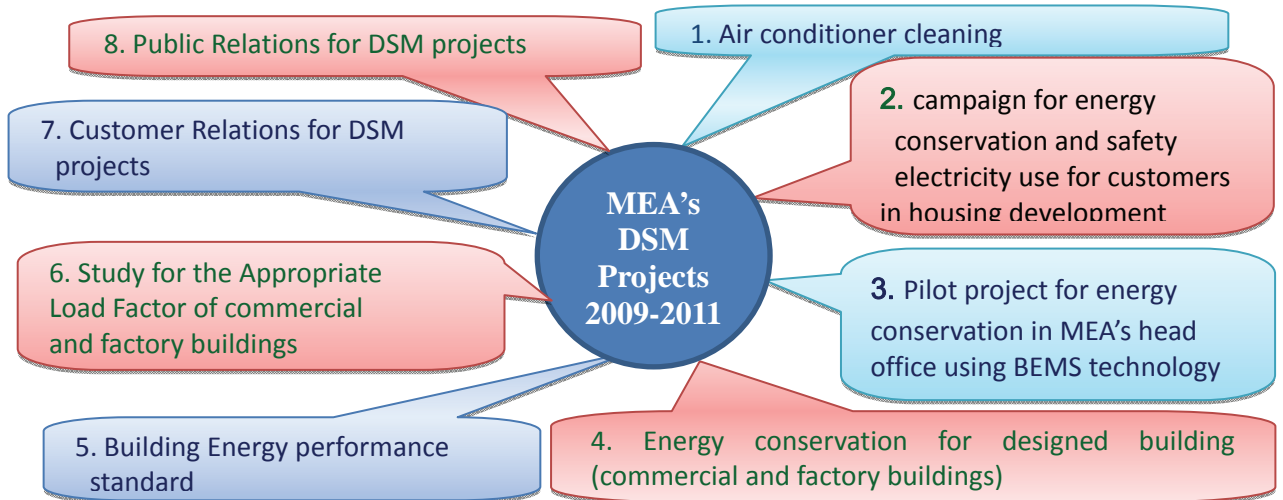 8. Public Relations for DSM projects
1. Air conditioner cleaning
2. campaign for energy
conservation and safety
electricity use for customers
in housing development
7. Customer Relations for DSM
projects
MEA's
DSM
Projects
2009-2011
6. Study for the Appropriate
Load Factor of commercial
and factory buildings
3. Pilot project for energy
conservation in MEA's head
office using BEMS technology
5. Building Energy performance
standard
4. Energy conservation for designed building
(commercial and factory buildings)